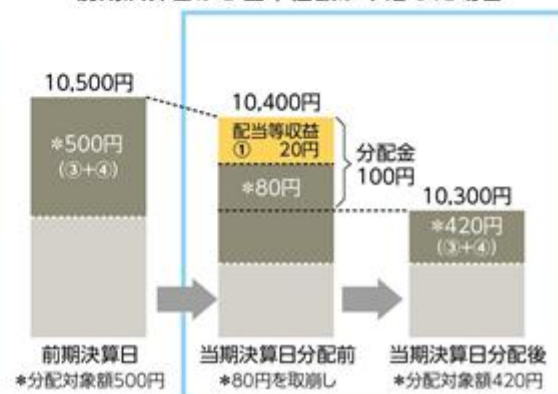 10,500円
*500円
(③+④)
10,400円
配当等収益
① 20円
*80円
分配金
100円
10,300円
*420円
(③+④)
前期決算日
*分配対象額500円
当期決算日分配前
*80円を取崩し
当期決算日分配後
*分配対象額420円